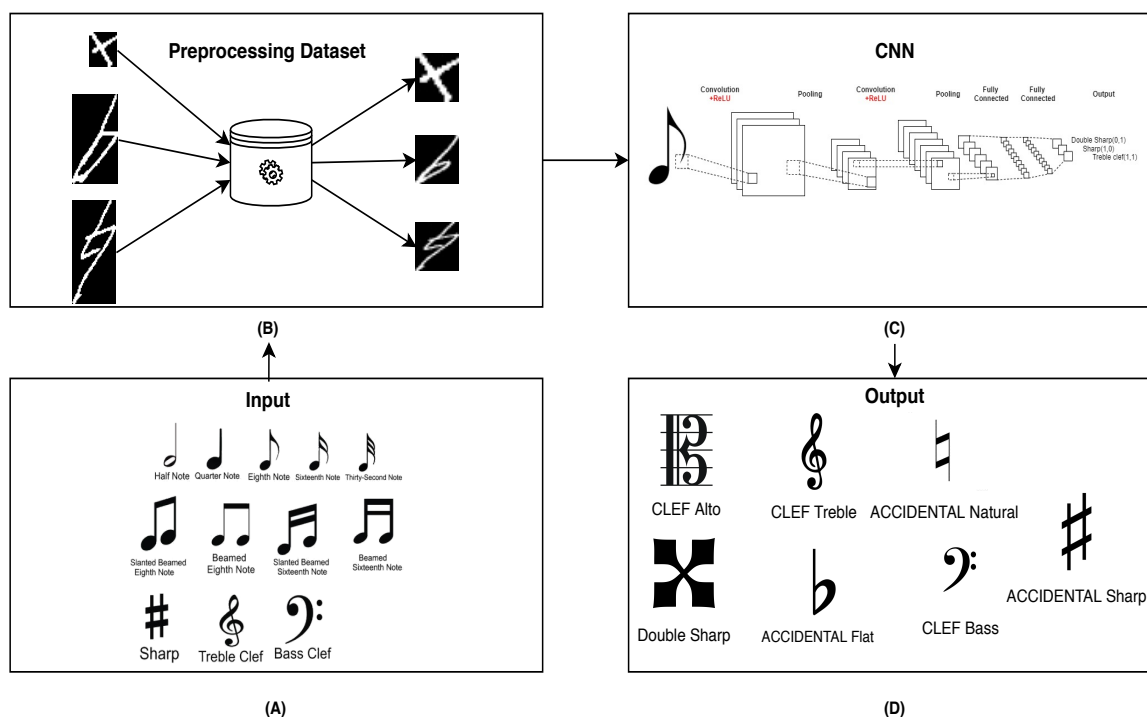 Preprocessing Dataset
(B)
CNN
Convolution
+ReLU
Pooling
Convolution
+ReLU
Pooling
Fully
Connected
Fully
Connected
Output
Double Sharp(0,1)
Sharp(1,0)
Treble clef(1,1)
(C)
Input
Half Note
Quarter Note
Eighth Note
Sixteenth Note
Thirty-Second Note
Slanted Beamed
Eighth Note
Beamed
Eighth Note
Slanted Beamed
Sixteenth Note
Beamed
Sixteenth Note
Sharp
Treble Clef
Bass Clef
(A)
Output
CLEF Alto
CLEF Treble
ACCIDENTAL Natural
Double Sharp
ACCIDENTAL Flat
CLEF Bass
ACCIDENTAL Sharp
(D)